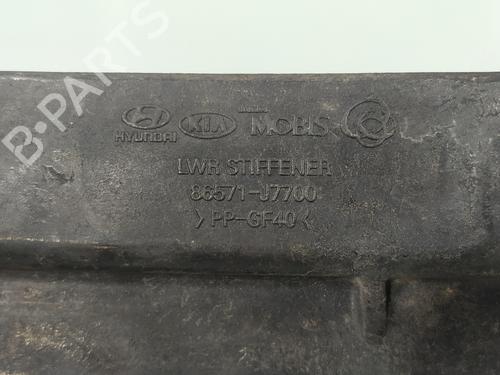 HYUNDAI KIA MOBIS
LWR STIFFENER
86571-J7700
>PP-GF40<
B-PARTS